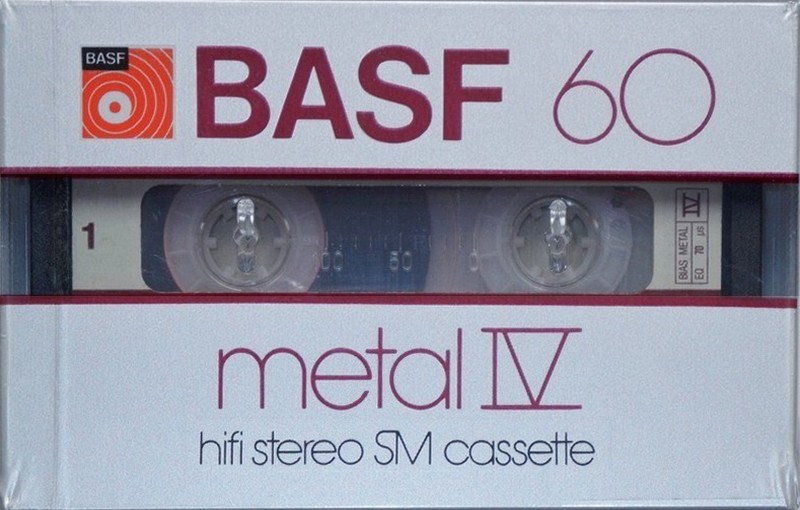 BASF
BASF 60
1
BIAS METAL IV
EQ 70 µs
metal IV
hifi stereo SM cassette